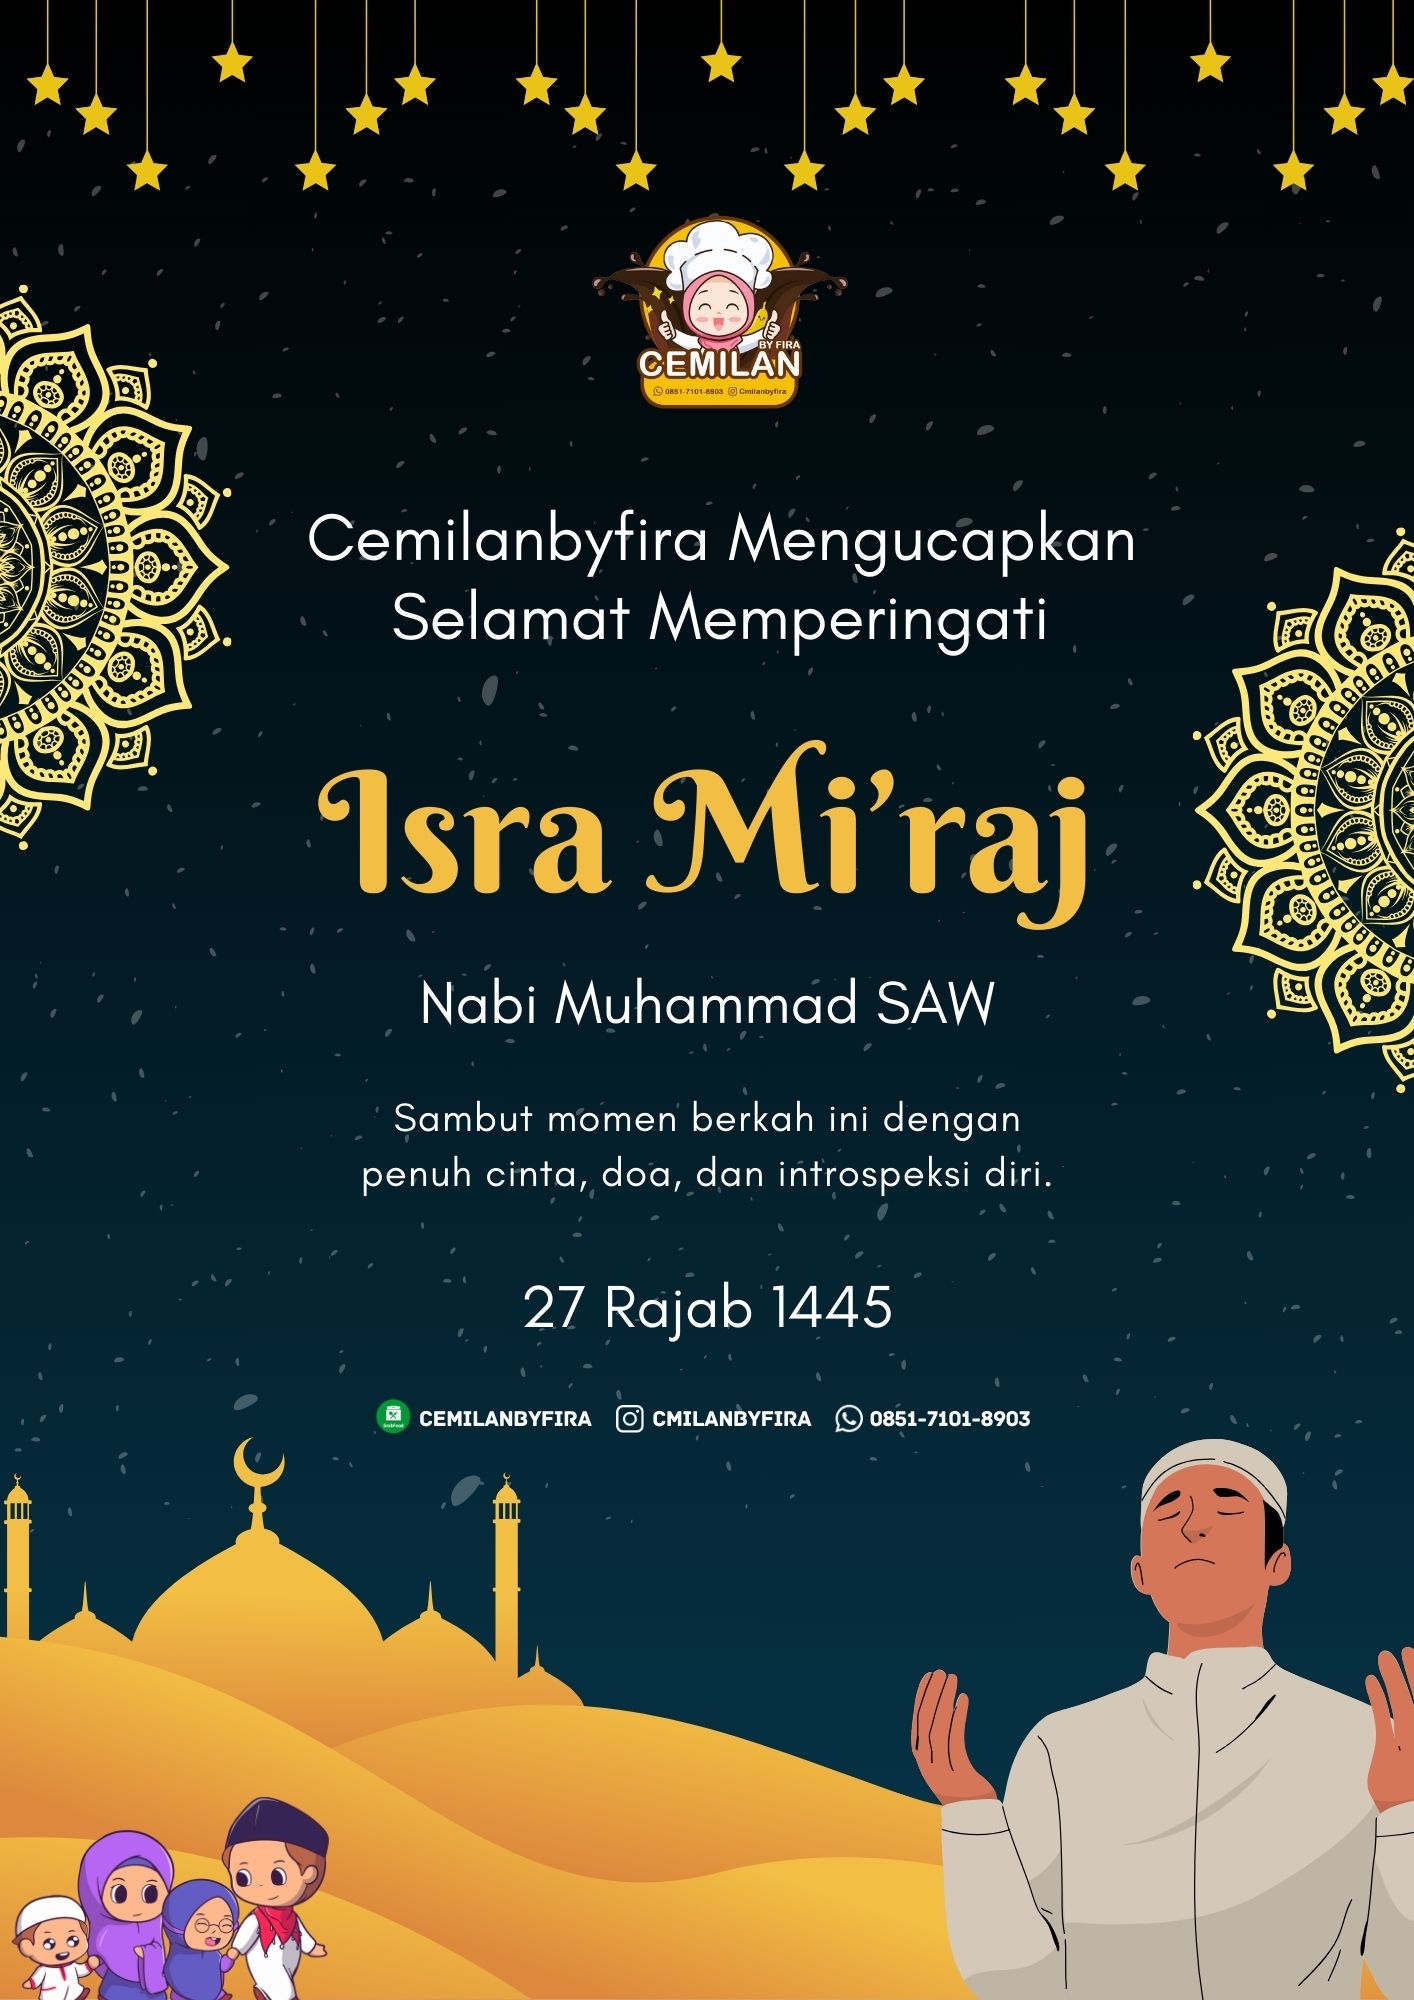 BY FIRA
CEMILAN
0851-7101-8903 Cmilanbyfira
Cemilanbyfira Mengucapkan
Selamat Memperingati
Isra Mi’raj
Nabi Muhammad SAW
Sambut momen berkah ini dengan
penuh cinta, doa, dan introspeksi diri.
27 Rajab 1445
GrabFood CEMILANBYFIRA CMILANBYFIRA 0851-7101-8903